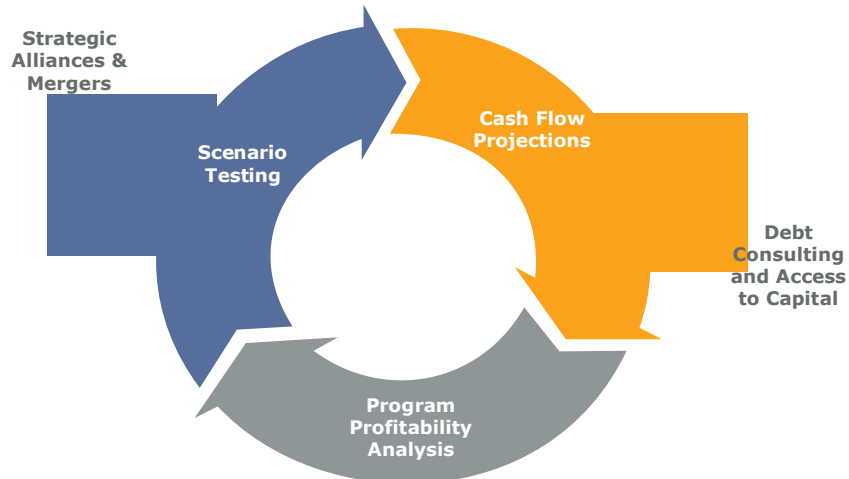 Strategic
Alliances &
Mergers
Scenario
Testing
Cash Flow
Projections
Debt
Consulting
and Access
to Capital
Program
Profitability
Analysis